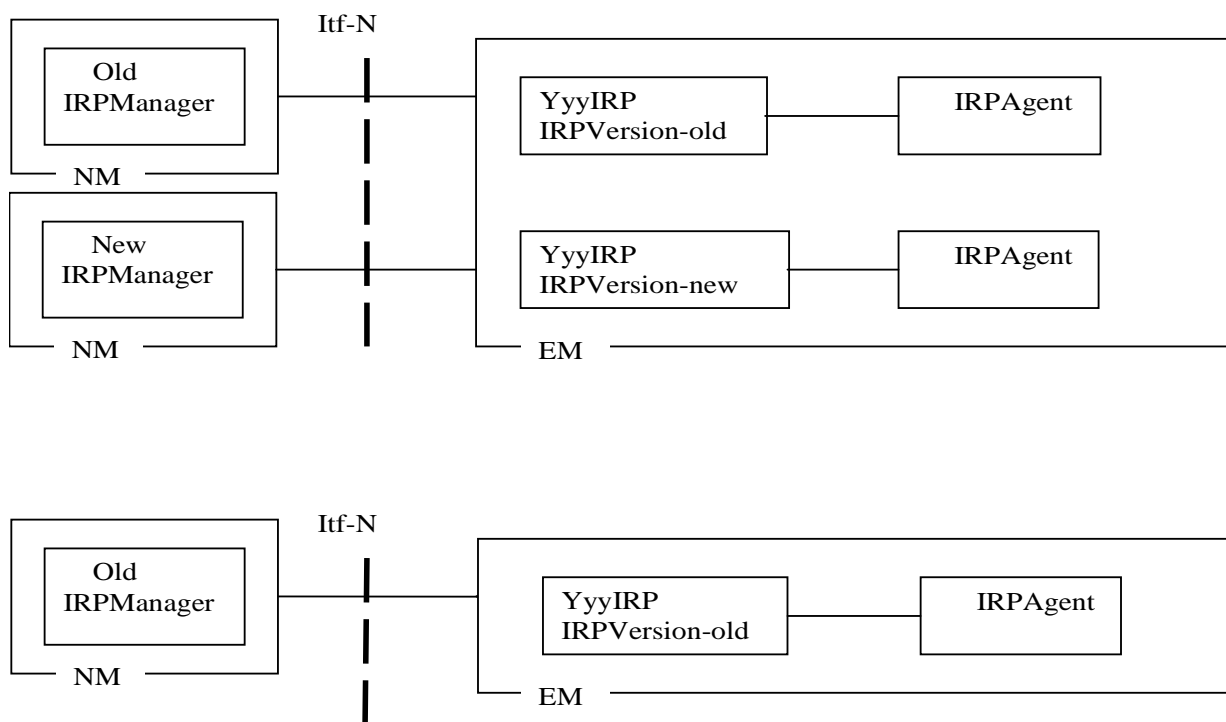 Itf-N
Old
IRPManager
NM
YyyIRP
IRPVersion-old
IRPAgent
New
IRPManager
NM
YyyIRP
IRPVersion-new
IRPAgent
EM
Itf-N
Old
IRPManager
NM
YyyIRP
IRPVersion-old
IRPAgent
EM